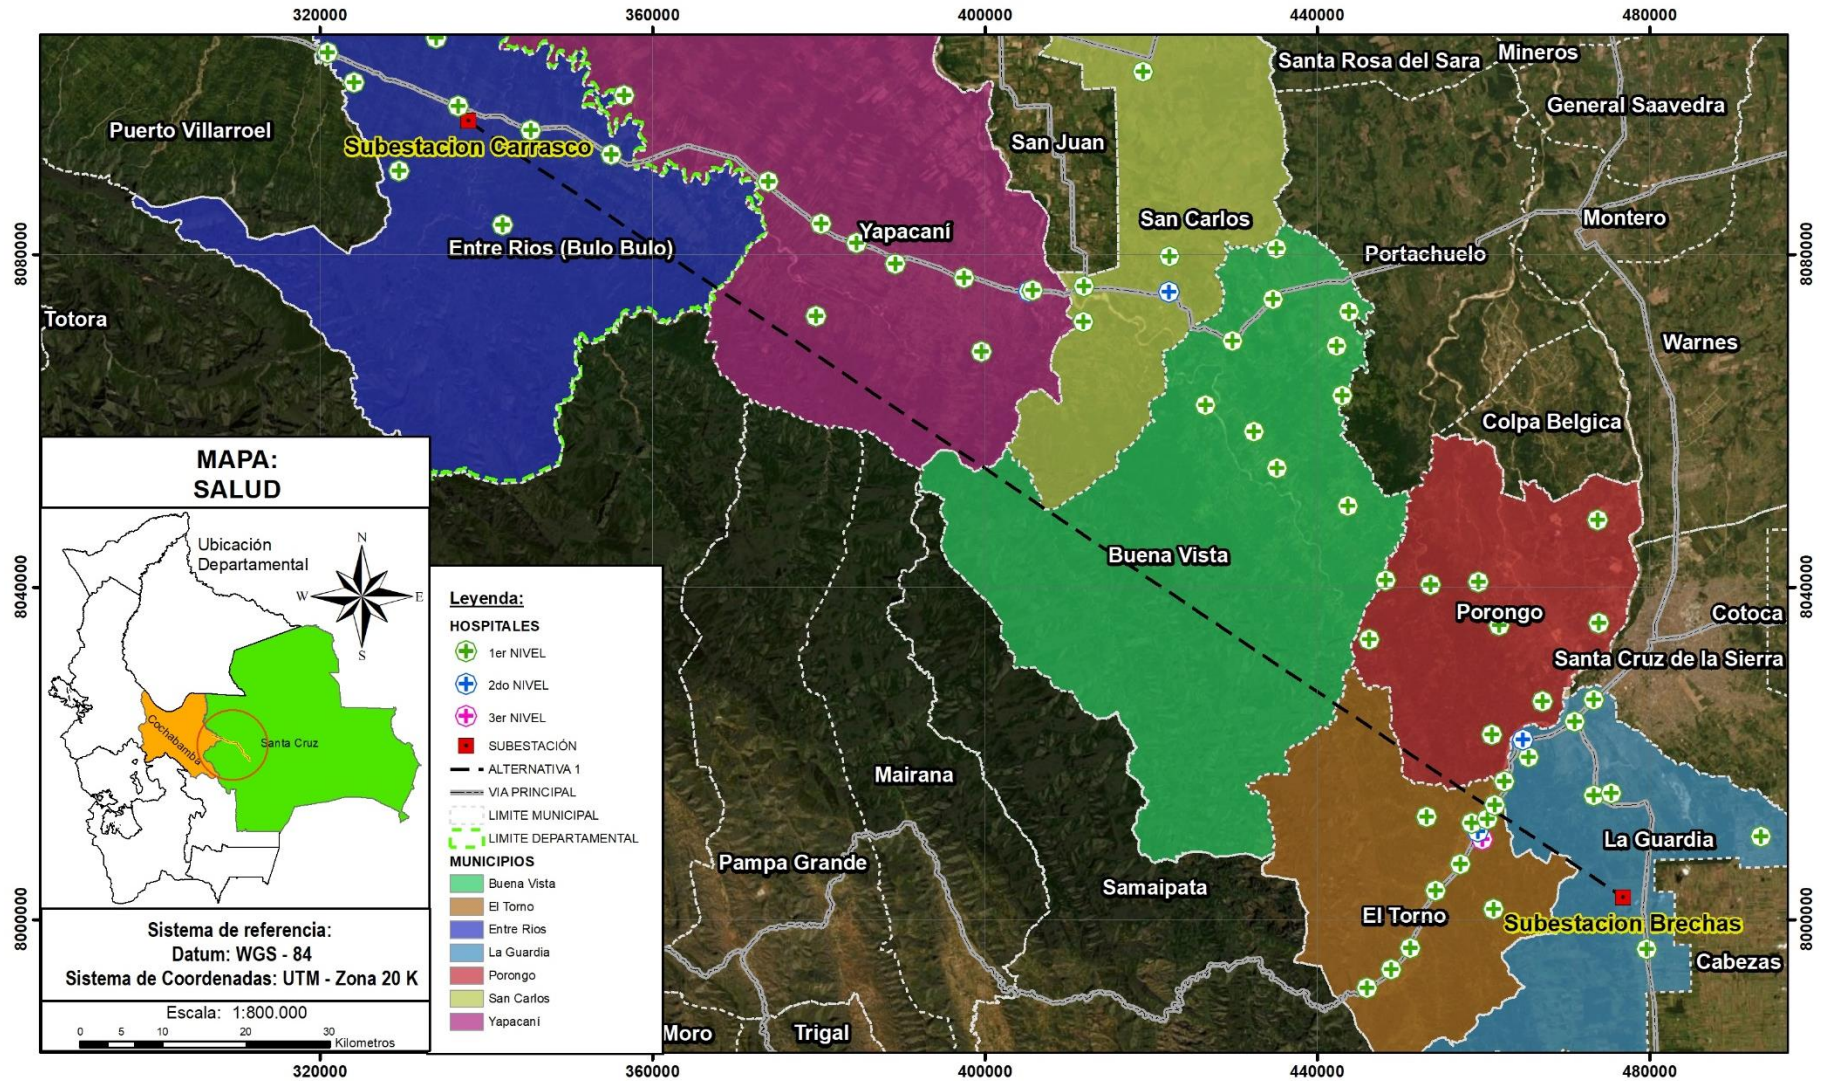 320000
360000
400000
440000
480000
Santa Rosa del Sara
Mineros
General Saavedra
Puerto Villarroel
Subestacion Carrasco
San Juan
San Carlos
Montero
Yapacaní
Entre Rios (Bulo Bulo)
Portachuelo
8080000
8080000
Totora
Warnes
Colpa Belgica
MAPA:
SALUD
Ubicación
Departamental
N
W
E
S
Cochabamba
Santa Cruz
Buena Vista
8040000
8040000
Porongo
Cotoca
Santa Cruz de la Sierra
Leyenda:
HOSPITALES
1er NIVEL
2do NIVEL
3er NIVEL
SUBESTACIÓN
ALTERNATIVA 1
VIA PRINCIPAL
LIMITE MUNICIPAL
LIMITE DEPARTAMENTAL
MUNICIPIOS
Buena Vista
El Torno
Entre Rios
La Guardia
Porongo
San Carlos
Yapacaní
Mairana
Pampa Grande
Samaipata
La Guardia
El Torno
Subestacion Brechas
8000000
8000000
Cabezas
Sistema de referencia:
Datum: WGS - 84
Sistema de Coordenadas: UTM - Zona 20 K
Escala: 1:800.000
0 5 10 20 30
Kilometros
Moro
Trigal
320000
360000
400000
440000
480000